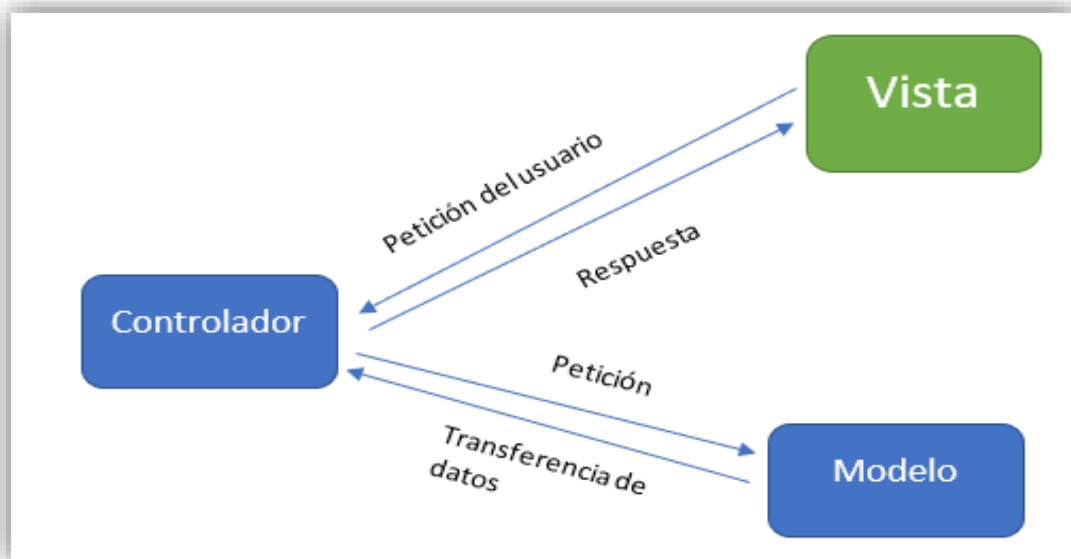 Vista
Petición del usuario
Respuesta
Controlador
Petición
Transferencia de
datos
Modelo